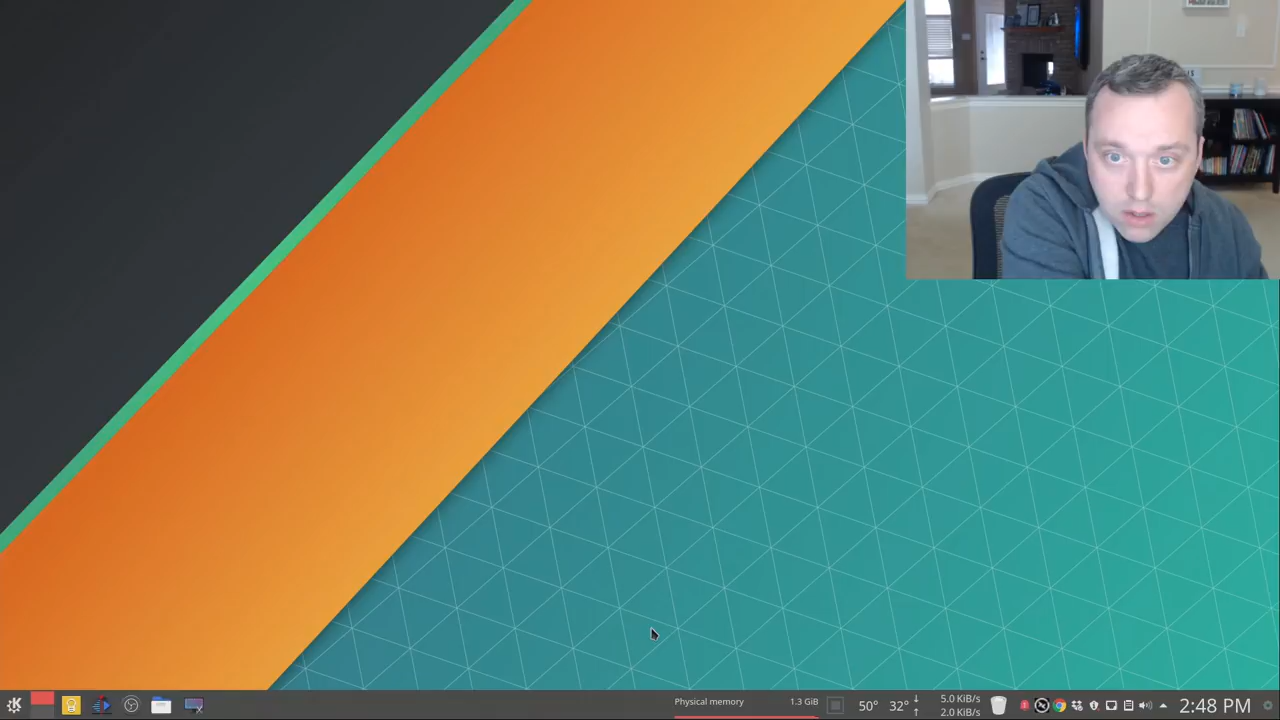 Physical memory 1.3 GiB 50° 32° ↓ 5.0 KiB/s ↑ 2.0 KiB/s 2:48 PM